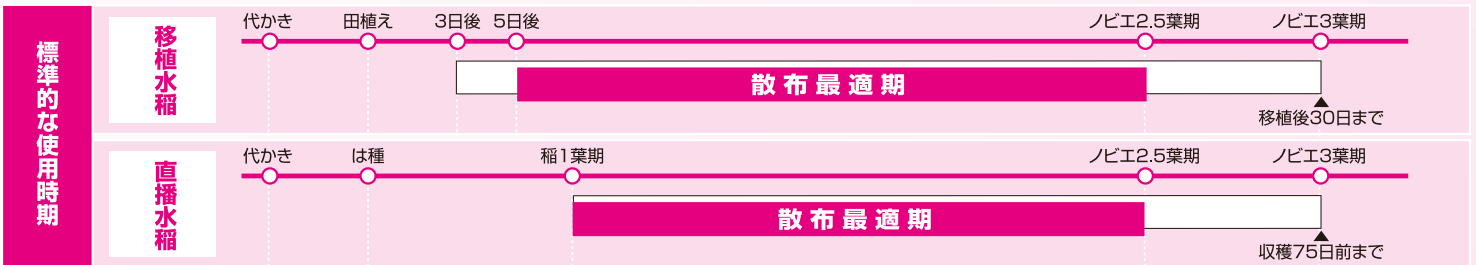 標準的な使用時期
移植水稲
代かき 田植え 3日後 5日後 ノビエ2.5葉期 ノビエ3葉期
散布最適期
移植後30日まで
直播水稲
代かき は種 稲1葉期 ノビエ2.5葉期 ノビエ3葉期
散布最適期
収穫75日前まで